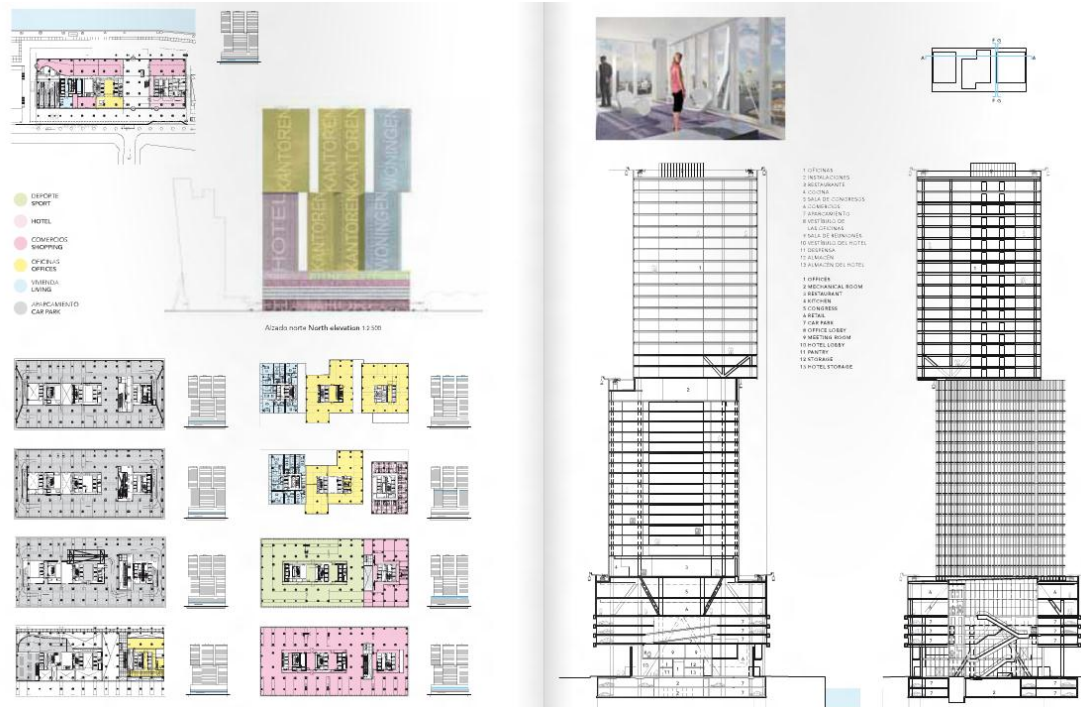 DEPORTE
SPORT
HOTEL
COMERCIOS
SHOPPING
OFICINAS
OFFICES
VIVIENDA
LIVING
APARCAMIENTO
CAR PARK
KANTOREN
KANTOREN
WONINGEN
HOTEL
KANTOREN
KANTOREN
WONINGEN
Alzado norte North elevation 1:2500
1 OFICINAS
2 INSTALACIONES
3 RESTAURANTE
4 COCINA
5 SALA DE CONGRESOS
6 COMERCIOS
7 APARCAMIENTO
8 VESTÍBULO DE
LAS OFICINAS
9 SALA DE REUNIONES
10 VESTÍBULO DEL HOTEL
11 DESPENSA
12 ALMACÉN
13 ALMACÉN DEL HOTEL
1 OFFICES
2 MECHANICAL ROOM
3 RESTAURANT
4 KITCHEN
5 CONGRESS
6 RETAIL
7 CAR PARK
8 OFFICE LOBBY
9 MEETING ROOM
10 HOTEL LOBBY
11 PANTRY
12 STORAGE
13 HOTEL STORAGE